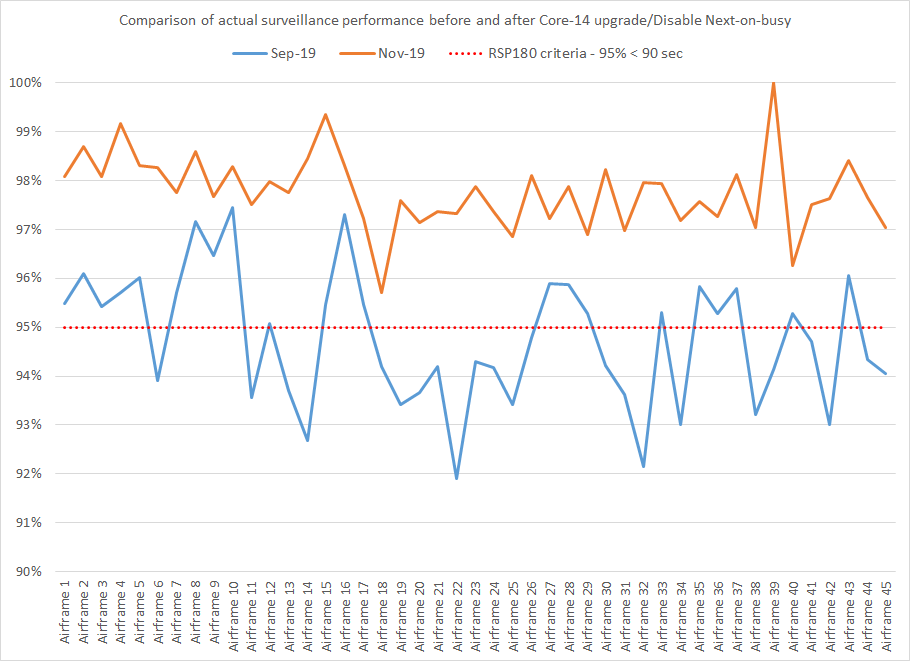 Comparison of actual surveillance performance before and after Core-14 upgrade/Disable Next-on-busy
Sep-19 Nov-19 RSP180 criteria - 95% < 90 sec
100%
99%
98%
97%
96%
95%
94%
93%
92%
91%
90%
Airframe 1
Airframe 2
Airframe 3
Airframe 4
Airframe 5
Airframe 6
Airframe 7
Airframe 8
Airframe 9
Airframe 10
Airframe 11
Airframe 12
Airframe 13
Airframe 14
Airframe 15
Airframe 16
Airframe 17
Airframe 18
Airframe 19
Airframe 20
Airframe 21
Airframe 22
Airframe 23
Airframe 24
Airframe 25
Airframe 26
Airframe 27
Airframe 28
Airframe 29
Airframe 30
Airframe 31
Airframe 32
Airframe 33
Airframe 34
Airframe 35
Airframe 36
Airframe 37
Airframe 38
Airframe 39
Airframe 40
Airframe 41
Airframe 42
Airframe 43
Airframe 44
Airframe 45